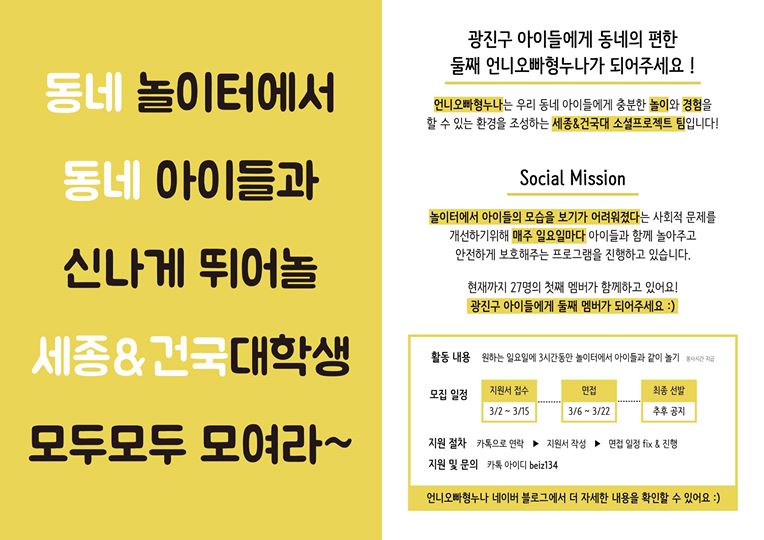 동네 놀이터에서
동네 아이들과
신나게 뛰어놀
세종&건국대학생
모두모두 모여라~
광진구 아이들에게 동네의 편한
둘째 언니오빠형누나가 되어주세요 !
언니오빠형누나는 우리 동네 아이들에게 충분한 놀이와 경험을
할 수 있는 환경을 조성하는 세종&건국대 소셜프로젝트 팀입니다!
Social Mission
놀이터에서 아이들의 모습을 보기가 어려워졌다는 사회적 문제를
개선하기위해 매주 일요일마다 아이들과 함께 놀아주고
안전하게 보호해주는 프로그램을 진행하고 있습니다.
현재까지 27명의 첫째 멤버가 함께하고 있어요!
광진구 아이들에게 둘째 멤버가 되어주세요 :)
활동 내용 원하는 일요일에 3시간동안 놀이터에서 아이들과 같이 놀기 봉사시간 지급
모집 일정
지원서 접수 면접 최종 선발
3/2 ~ 3/15 3/6 ~ 3/22 추후 공지
지원 절차 카톡으로 연락 ▶ 지원서 작성 ▶ 면접 일정 fix & 진행
지원 및 문의 카톡 아이디 beiz134
언니오빠형누나 네이버 블로그에서 더 자세한 내용을 확인할 수 있어요 :)